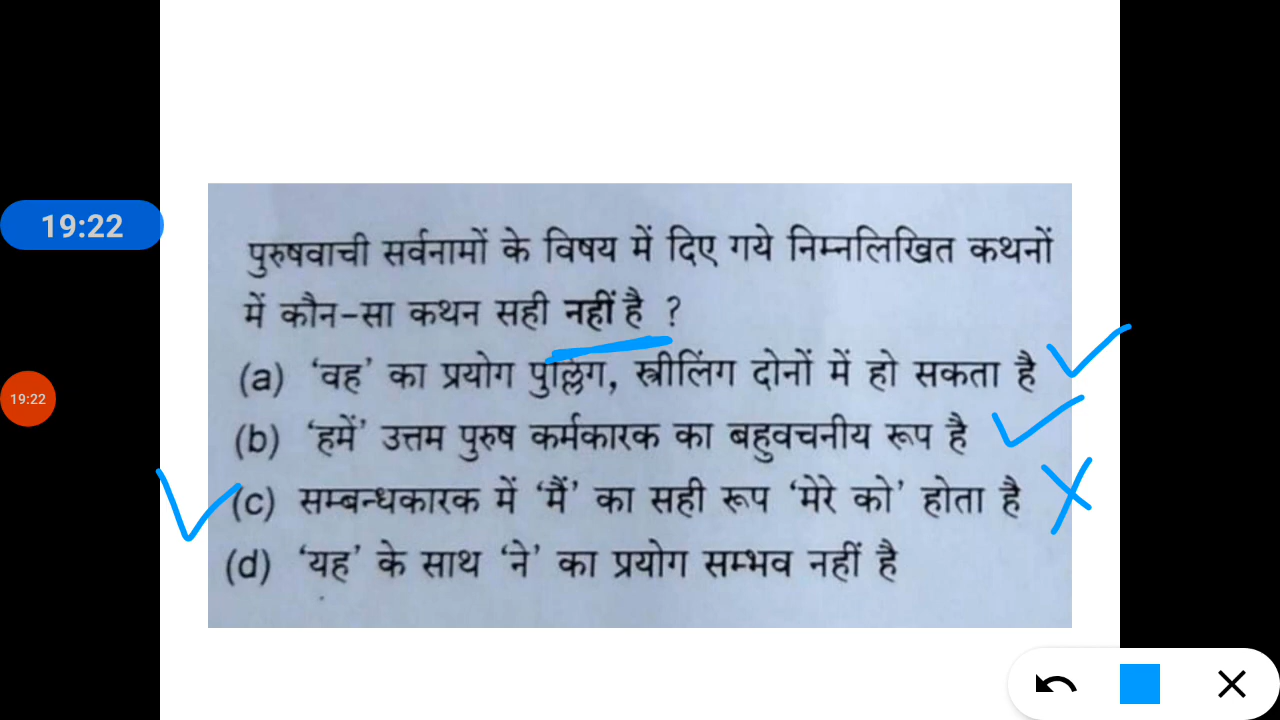 19:22
19:22
पुरुषवाची सर्वनामों के विषय में दिए गये निम्नलिखित कथनों
में कौन-सा कथन सही नहीं है ?
(a) ‘वह’ का प्रयोग पुल्लिंग, स्त्रीलिंग दोनों में हो सकता है
(b) ‘हमें’ उत्तम पुरुष कर्मकारक का बहुवचनीय रूप है
(c) सम्बन्धकारक में ‘मैं’ का सही रूप ‘मेरे को’ होता है
(d) ‘यह’ के साथ ‘ने’ का प्रयोग सम्भव नहीं है